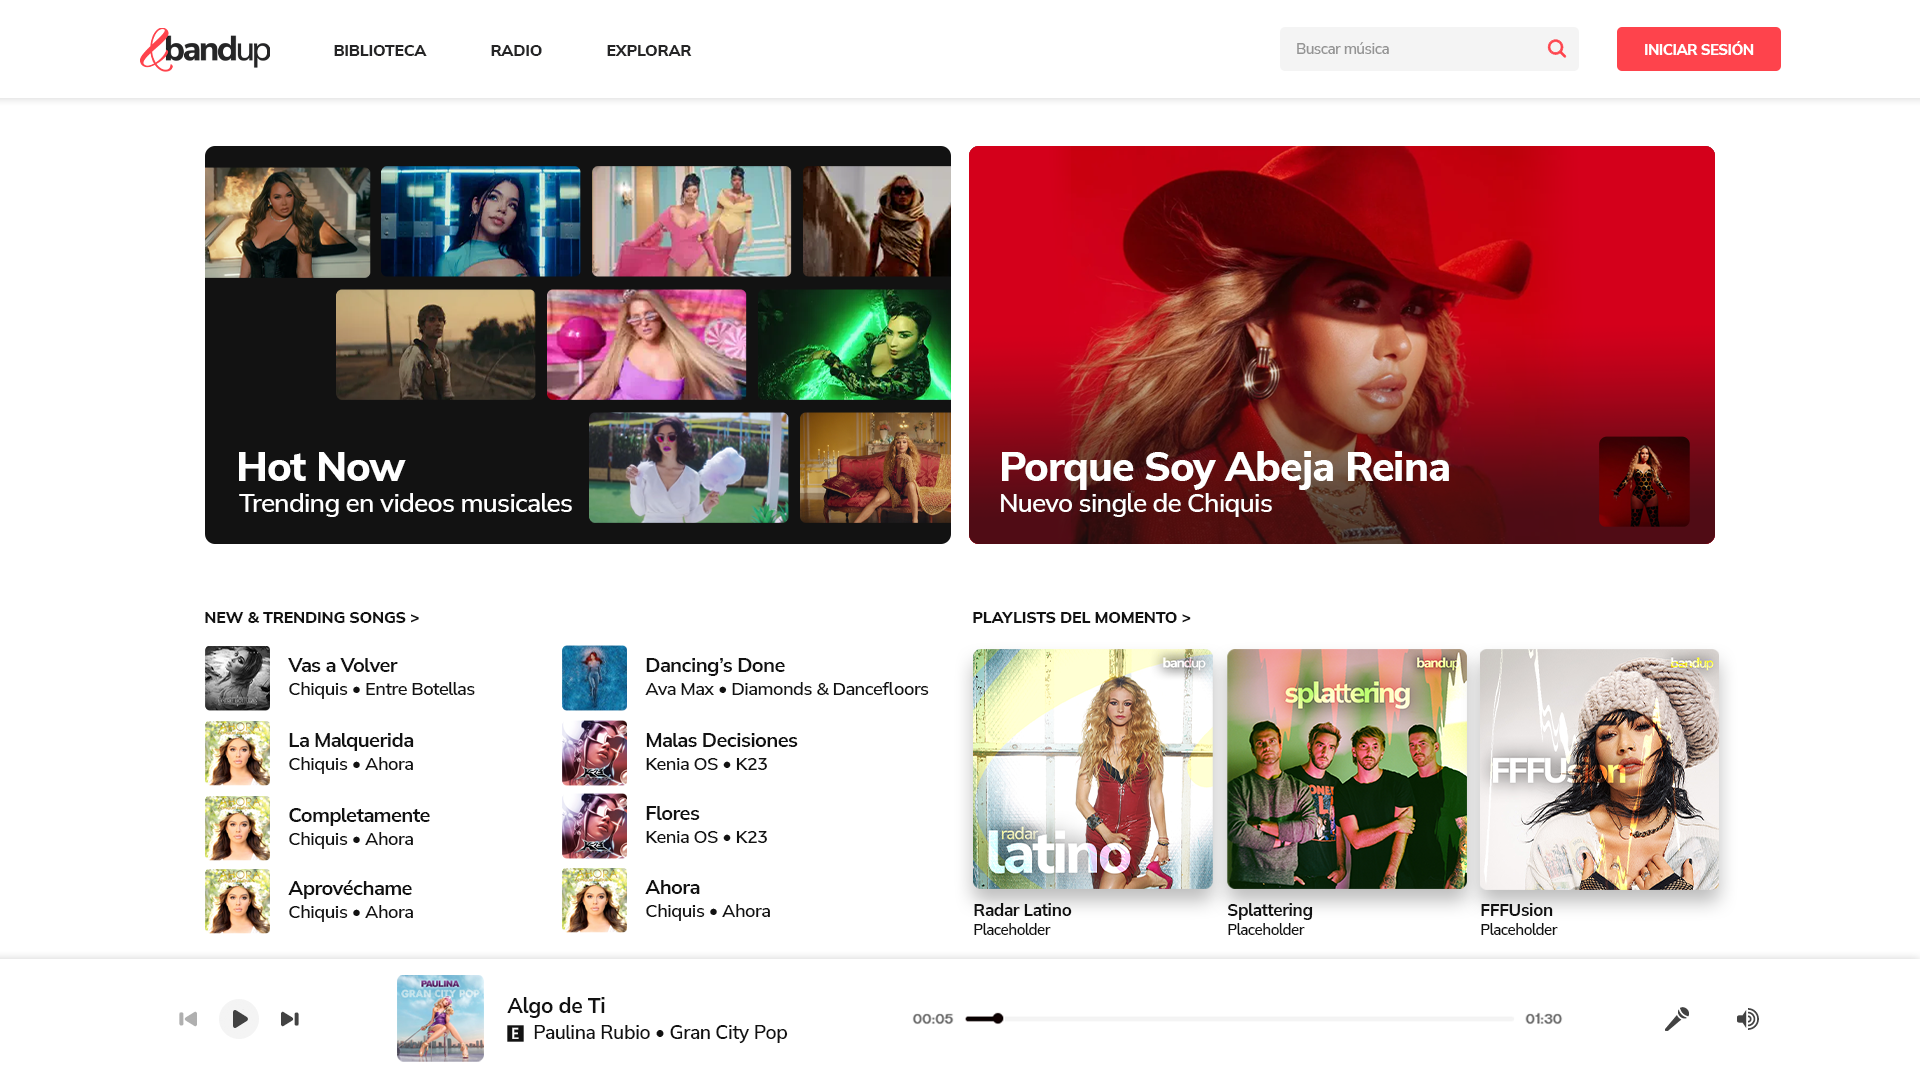 bandup
BIBLIOTECA
RADIO
EXPLORAR
Buscar música
INICIAR SESIÓN
Hot Now
Trending en videos musicales
Porque Soy Abeja Reina
Nuevo single de Chiquis
NEW & TRENDING SONGS >
Vas a Volver
Chiquis • Entre Botellas
La Malquerida
Chiquis • Ahora
Completamente
Chiquis • Ahora
Aprovéchame
Chiquis • Ahora
Dancing’s Done
Ava Max • Diamonds & Dancefloors
Malas Decisiones
Kenia OS • K23
Flores
Kenia OS • K23
Ahora
Chiquis • Ahora
PLAYLISTS DEL MOMENTO >
bandup
radar
latino
Radar Latino
Placeholder
bandup
splattering
Splattering
Placeholder
bandup
FFFUsion
FFFUsion
Placeholder
PAULINA
GRAN CITY POP
Algo de Ti
E Paulina Rubio • Gran City Pop
00:05
01:30